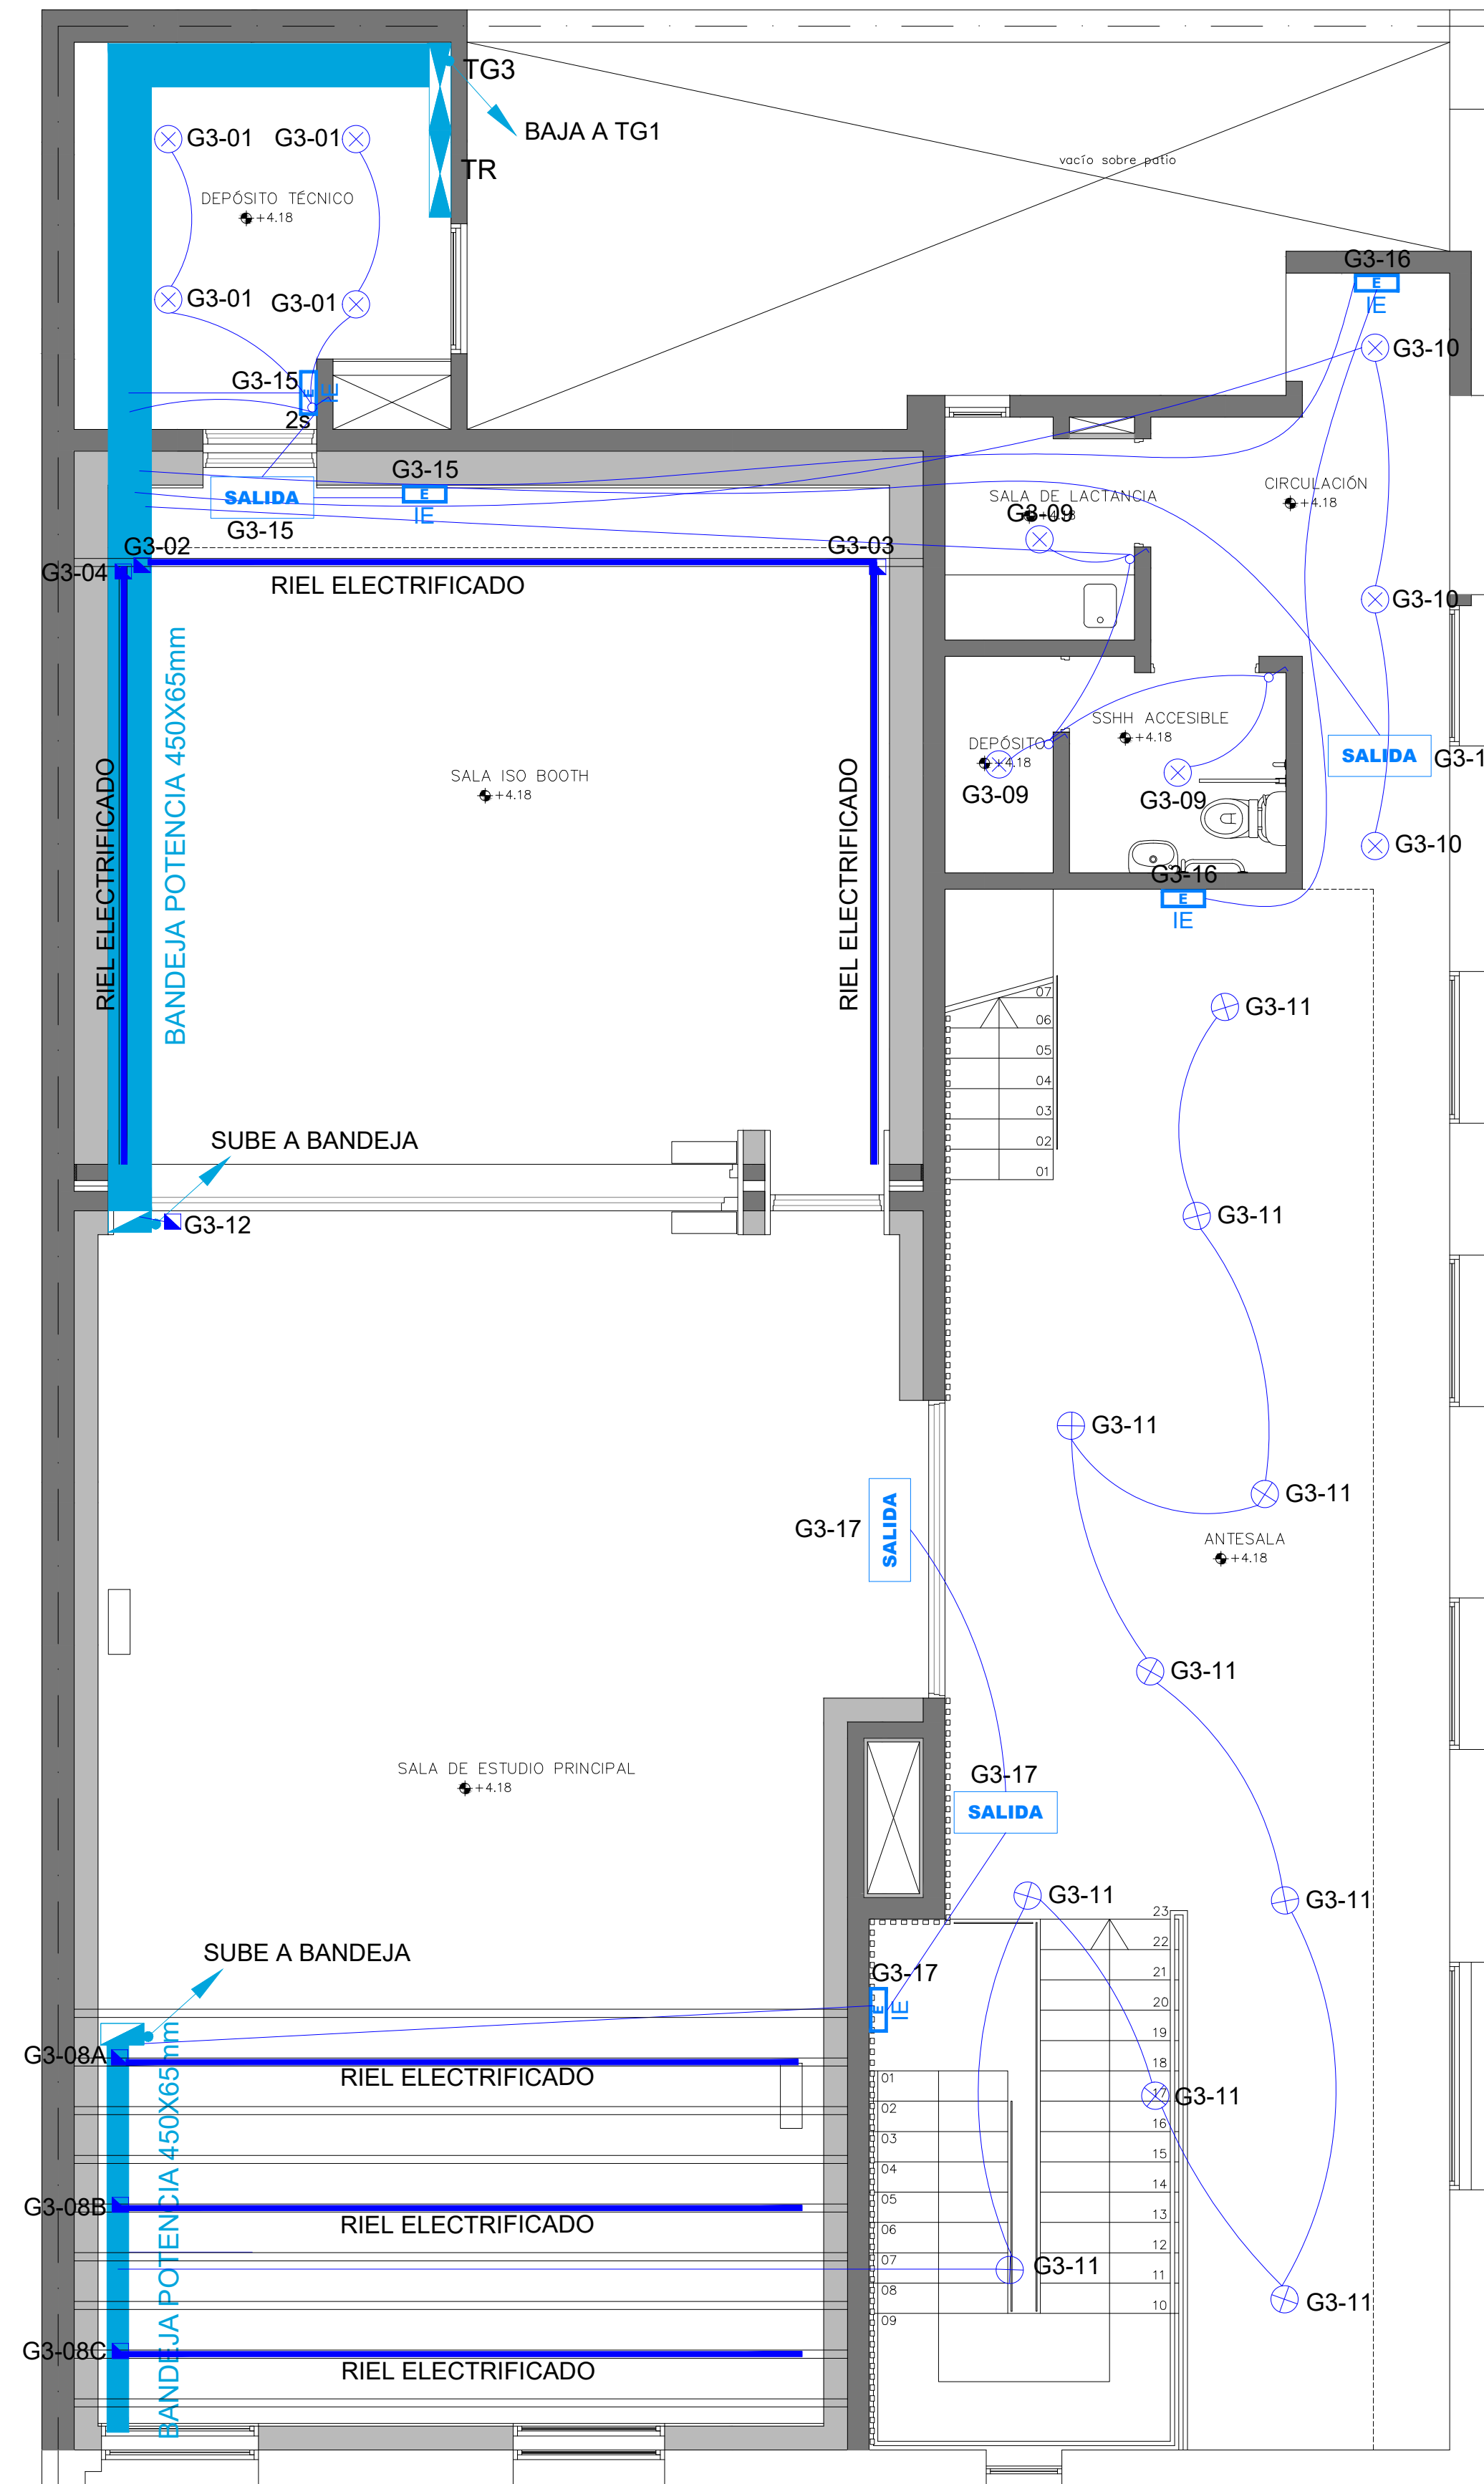 TG3
BAJA A TG1
TR
G3-01
G3-01
vacío sobre patio
DEPÓSITO TÉCNICO
+4.18
G3-01
G3-01
G3-16
E
IE
G3-10
G3-15
E
IE
2s
G3-15
E
IE
SALIDA
G3-15
SALA DE LACTANCIA
+4.18
G3-09
CIRCULACIÓN
+4.18
G3-02
G3-03
G3-04
RIEL ELECTRIFICADO
G3-10
BANDEJA POTENCIA 450X65mm
RIEL ELECTRIFICADO
RIEL ELECTRIFICADO
SALA ISO BOOTH
+4.18
DEPÓSITO
+4.18
G3-09
SSHH ACCESIBLE
+4.18
G3-09
SALIDA
G3-1
G3-10
G3-16
E
IE
07
06
05
04
03
02
01
G3-11
SUBE A BANDEJA
G3-12
G3-11
G3-11
G3-11
G3-17
SALIDA
ANTESALA
+4.18
G3-11
SALA DE ESTUDIO PRINCIPAL
+4.18
G3-17
SALIDA
G3-11
G3-11
SUBE A BANDEJA
G3-17
E
IE
23
22
21
20
19
18
17
16
15
14
13
12
11
10
01
02
03
04
05
06
07
08
09
G3-11
G3-11
G3-11
G3-08A
RIEL ELECTRIFICADO
BANDEJA POTENCIA 450X65mm
G3-08B
RIEL ELECTRIFICADO
G3-08C
RIEL ELECTRIFICADO